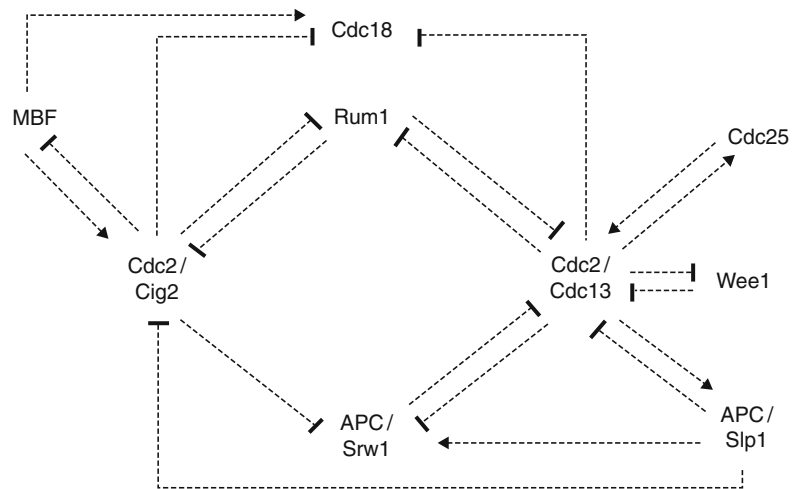 Cdc18
MBF
Rum1
Cdc25
Cdc2/
Cig2
Cdc2/
Cdc13
Wee1
APC/
Srw1
APC/
Slp1